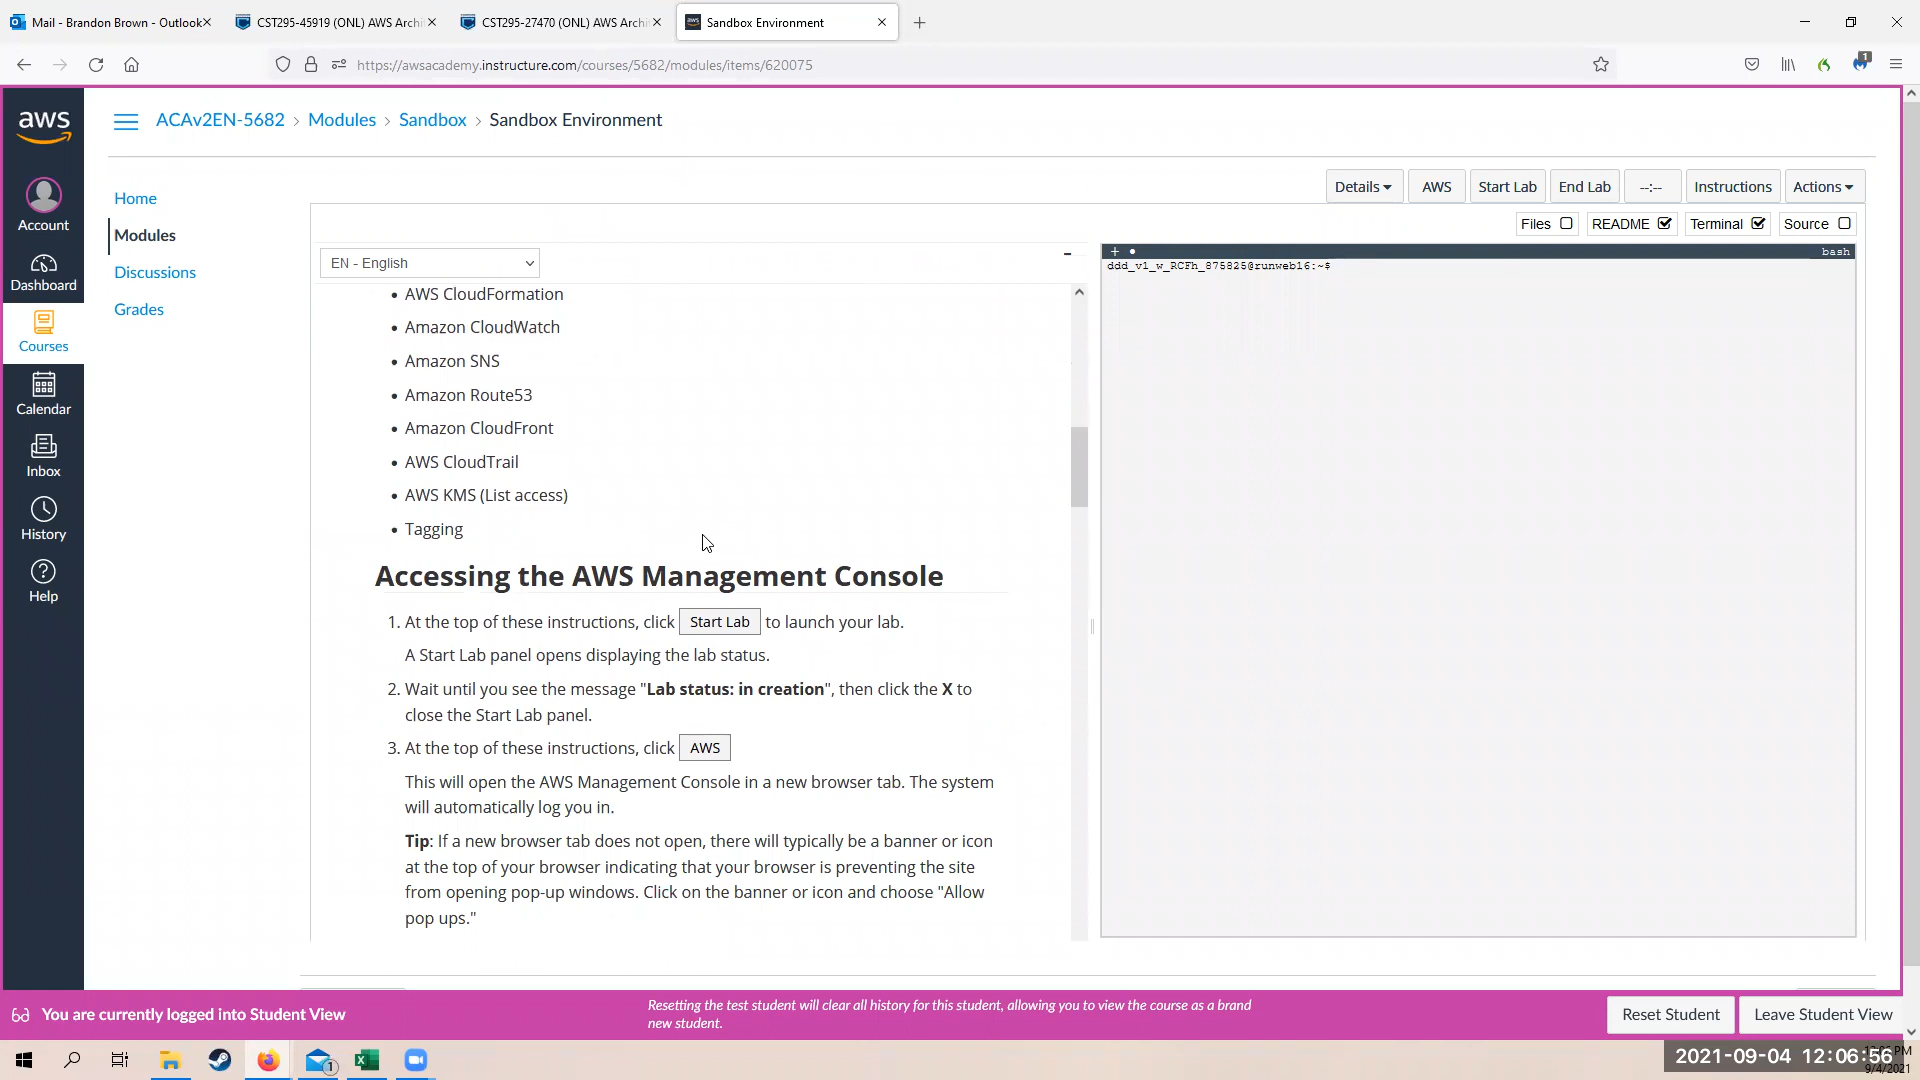 Mail - Brandon Brown - Outlook
CST295-45919 (ONL) AWS Archi
CST295-27470 (ONL) AWS Archi
aws
Sandbox Environment
https://awsacademy.instructure.com/courses/5682/modules/items/620075
1
aws
ACAv2EN-5682 > Modules > Sandbox > Sandbox Environment
Account
Dashboard
Courses
Calendar
Inbox
History
Help
Home
Modules
Discussions
Grades
Details
AWS
Start Lab
End Lab
--:--
Instructions
Actions
Files
README
Terminal
Source
EN - English
• AWS CloudFormation
• Amazon CloudWatch
• Amazon SNS
• Amazon Route53
• Amazon CloudFront
• AWS CloudTrail
• AWS KMS (List access)
• Tagging
Accessing the AWS Management Console
1. At the top of these instructions, click Start Lab to launch your lab.
A Start Lab panel opens displaying the lab status.
2. Wait until you see the message "Lab status: in creation", then click the X to
close the Start Lab panel.
3. At the top of these instructions, click AWS
This will open the AWS Management Console in a new browser tab. The system
will automatically log you in.
Tip: If a new browser tab does not open, there will typically be a banner or icon
at the top of your browser indicating that your browser is preventing the site
from opening pop-up windows. Click on the banner or icon and choose "Allow
pop ups."
bash
ddd_v1_w_RCFh_875825@runweb16:~$
You are currently logged into Student View
Resetting the test student will clear all history for this student, allowing you to view the course as a brand
new student.
Reset Student
Leave Student View
1
2021-09-04 12:06:56
9/4/2021